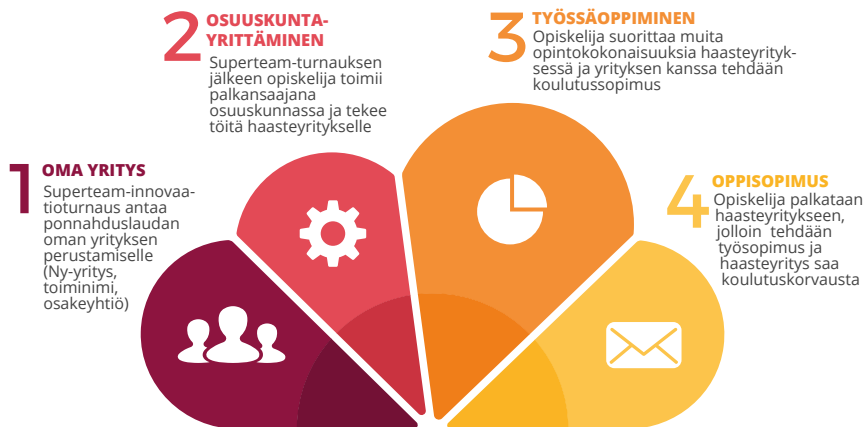 1
OMA YRITYS
Superteam-innovaa-
tioturnaus antaa
ponnahduslaudan
oman yrityksen
perustamiselle
(Ny-yritys,
toiminimi,
osakeyhtiö)
2
OSUUSKUNTA-
YRITTÄMINEN
Superteam-turnauksen
jälkeen opiskelija toimii
palkansaajana
osuuskunnassa ja tekee
töitä haasteyritykselle
3
TYÖSSÄOPPIMINEN
Opiskelija suorittaa muita
opintokokonaisuuksia haasteyrityk-
sessä ja yrityksen kanssa tehdään
koulutussopimus
4
OPPISOPIMUS
Opiskelija palkataan
haasteyritykseen,
jolloin tehdään
työsopimus ja
haasteyritys saa
koulutuskorvausta